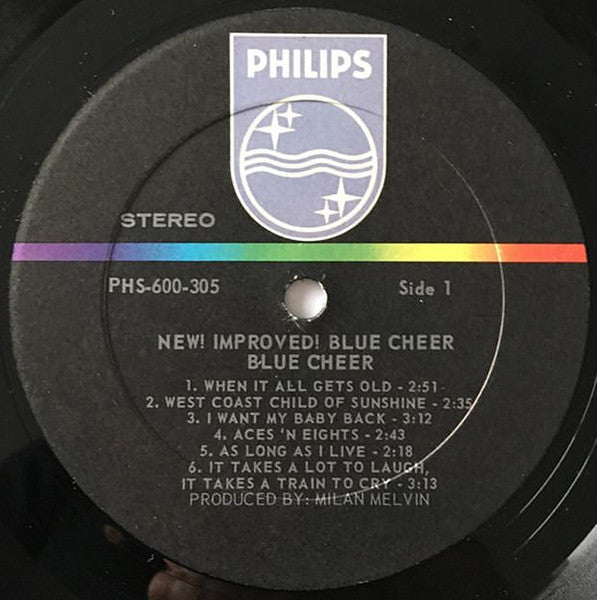 PHILIPS
STEREO
PHS-600-305 Side 1
NEW! IMPROVED! BLUE CHEER
BLUE CHEER
1. WHEN IT ALL GETS OLD - 2:51
2. WEST COAST CHILD OF SUNSHINE - 2:35
3. I WANT MY BABY BACK - 3:12
4. ACES 'N EIGHTS - 2:43
5. AS LONG AS I LIVE - 2:18
6. IT TAKES A LOT TO LAUGH,
IT TAKES A TRAIN TO CRY - 3:13
PRODUCED BY: MILAN MELVIN